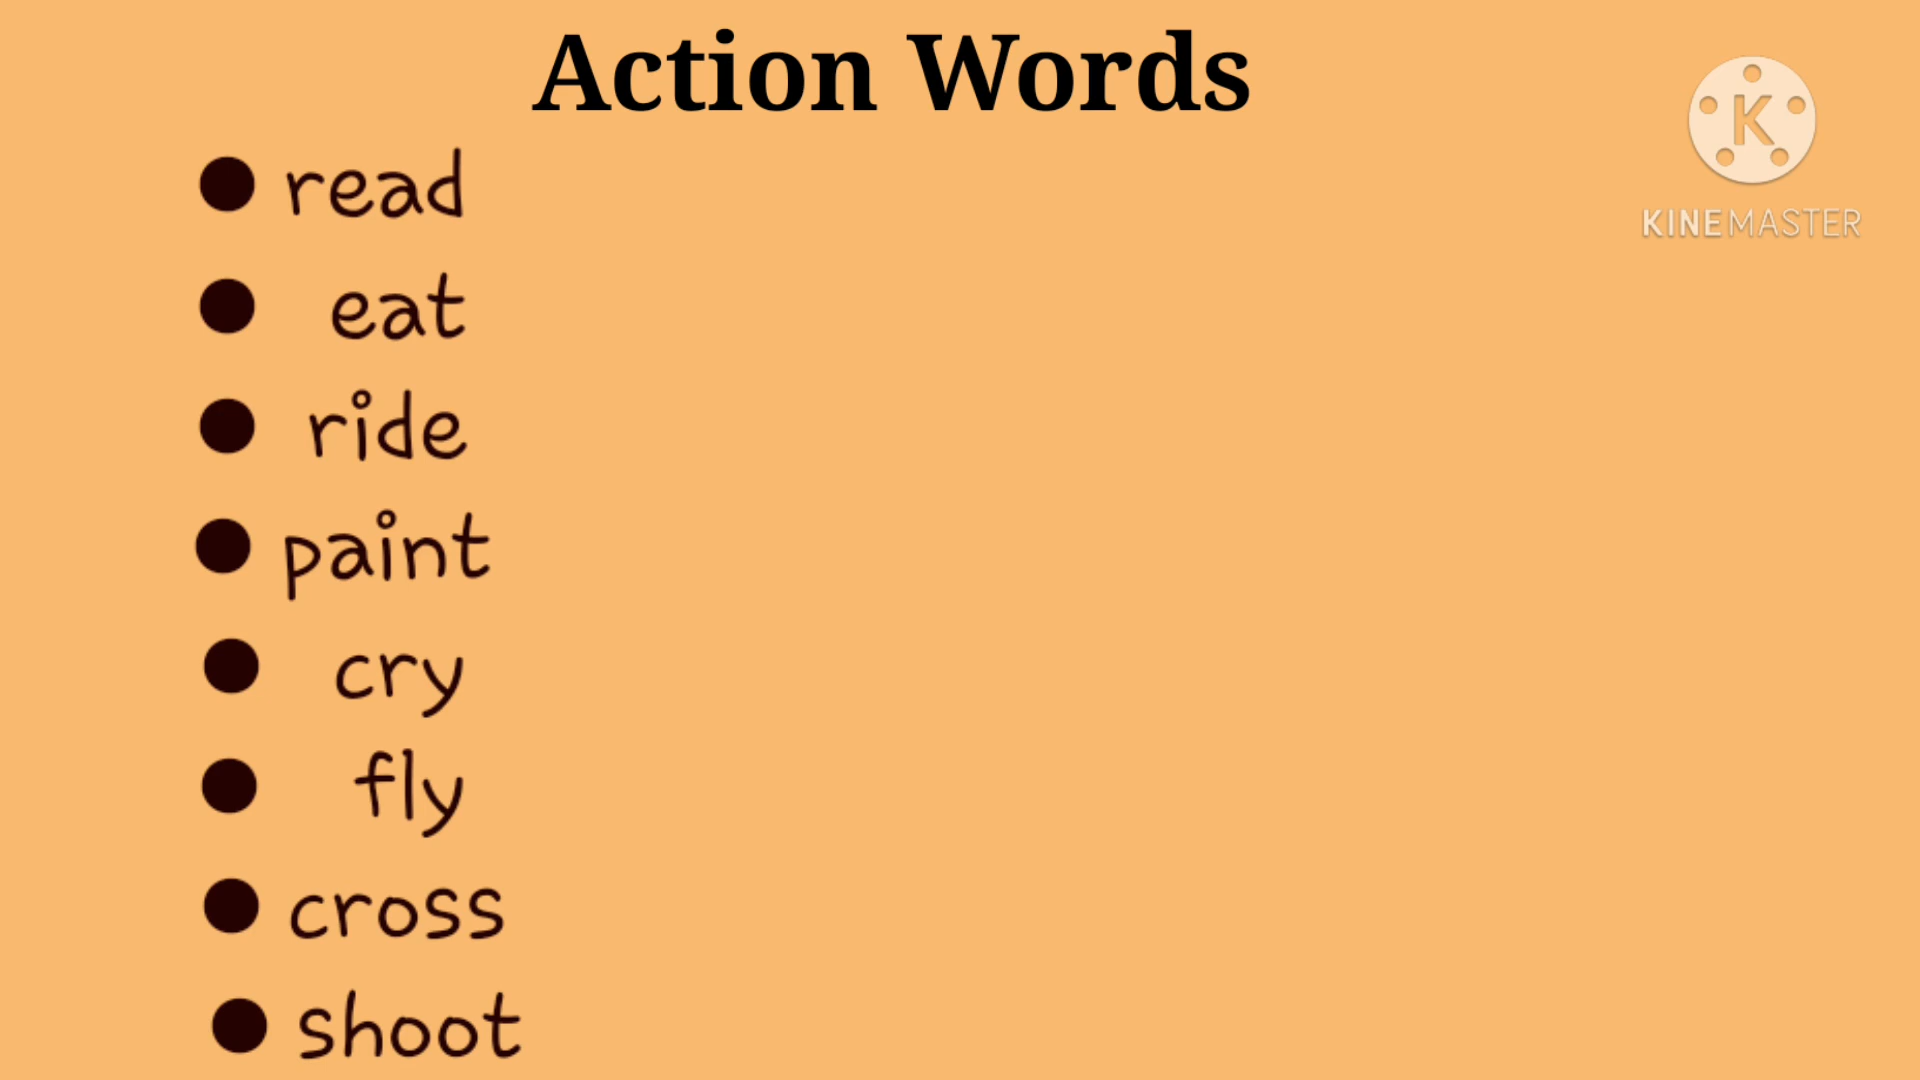 Action Words
K
KINEMASTER
● read
● eat
● ride
● paint
● cry
● fly
● cross
● shoot